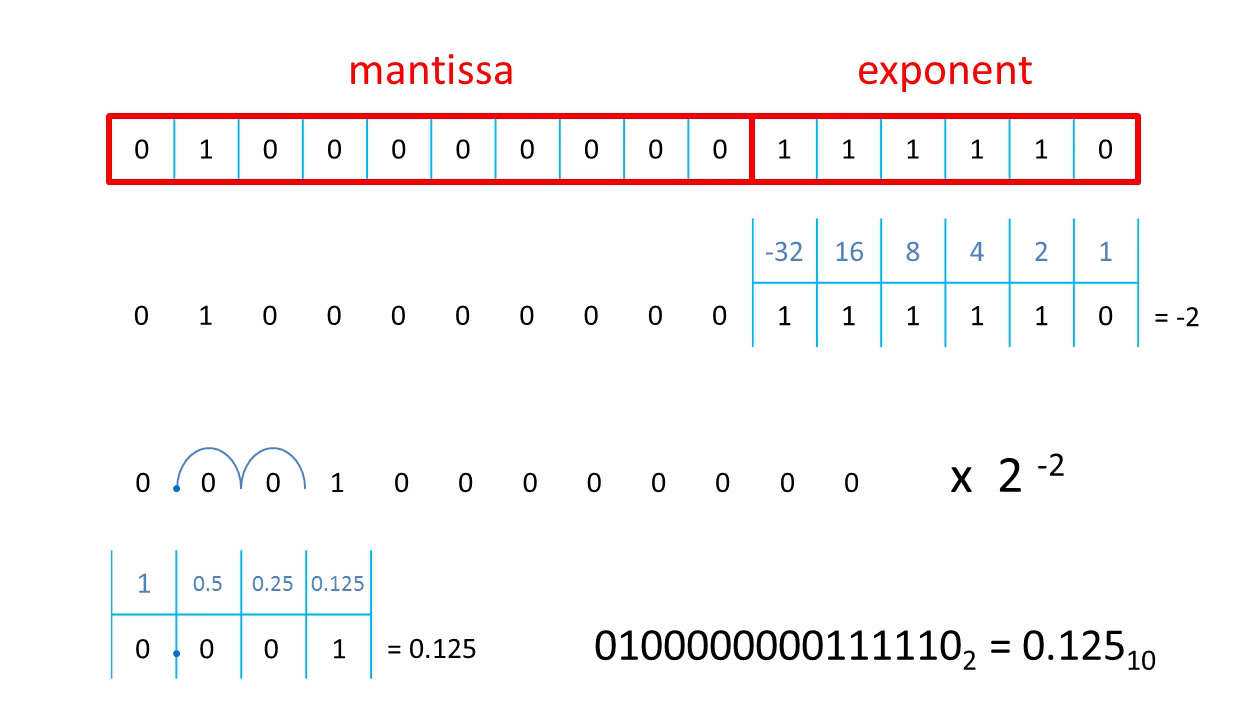 mantissa exponent
0 1 0 0 0 0 0 0 0 0 1 1 1 1 1 0
-32 16 8 4 2 1
0 1 0 0 0 0 0 0 0 0 1 1 1 1 1 0 = -2
0 . 0 0 1 0 0 0 0 0 0 0 0 x 2 -2
1 0.5 0.25 0.125
0 . 0 0 1 = 0.125 0100000000111110₂ = 0.125₁₀